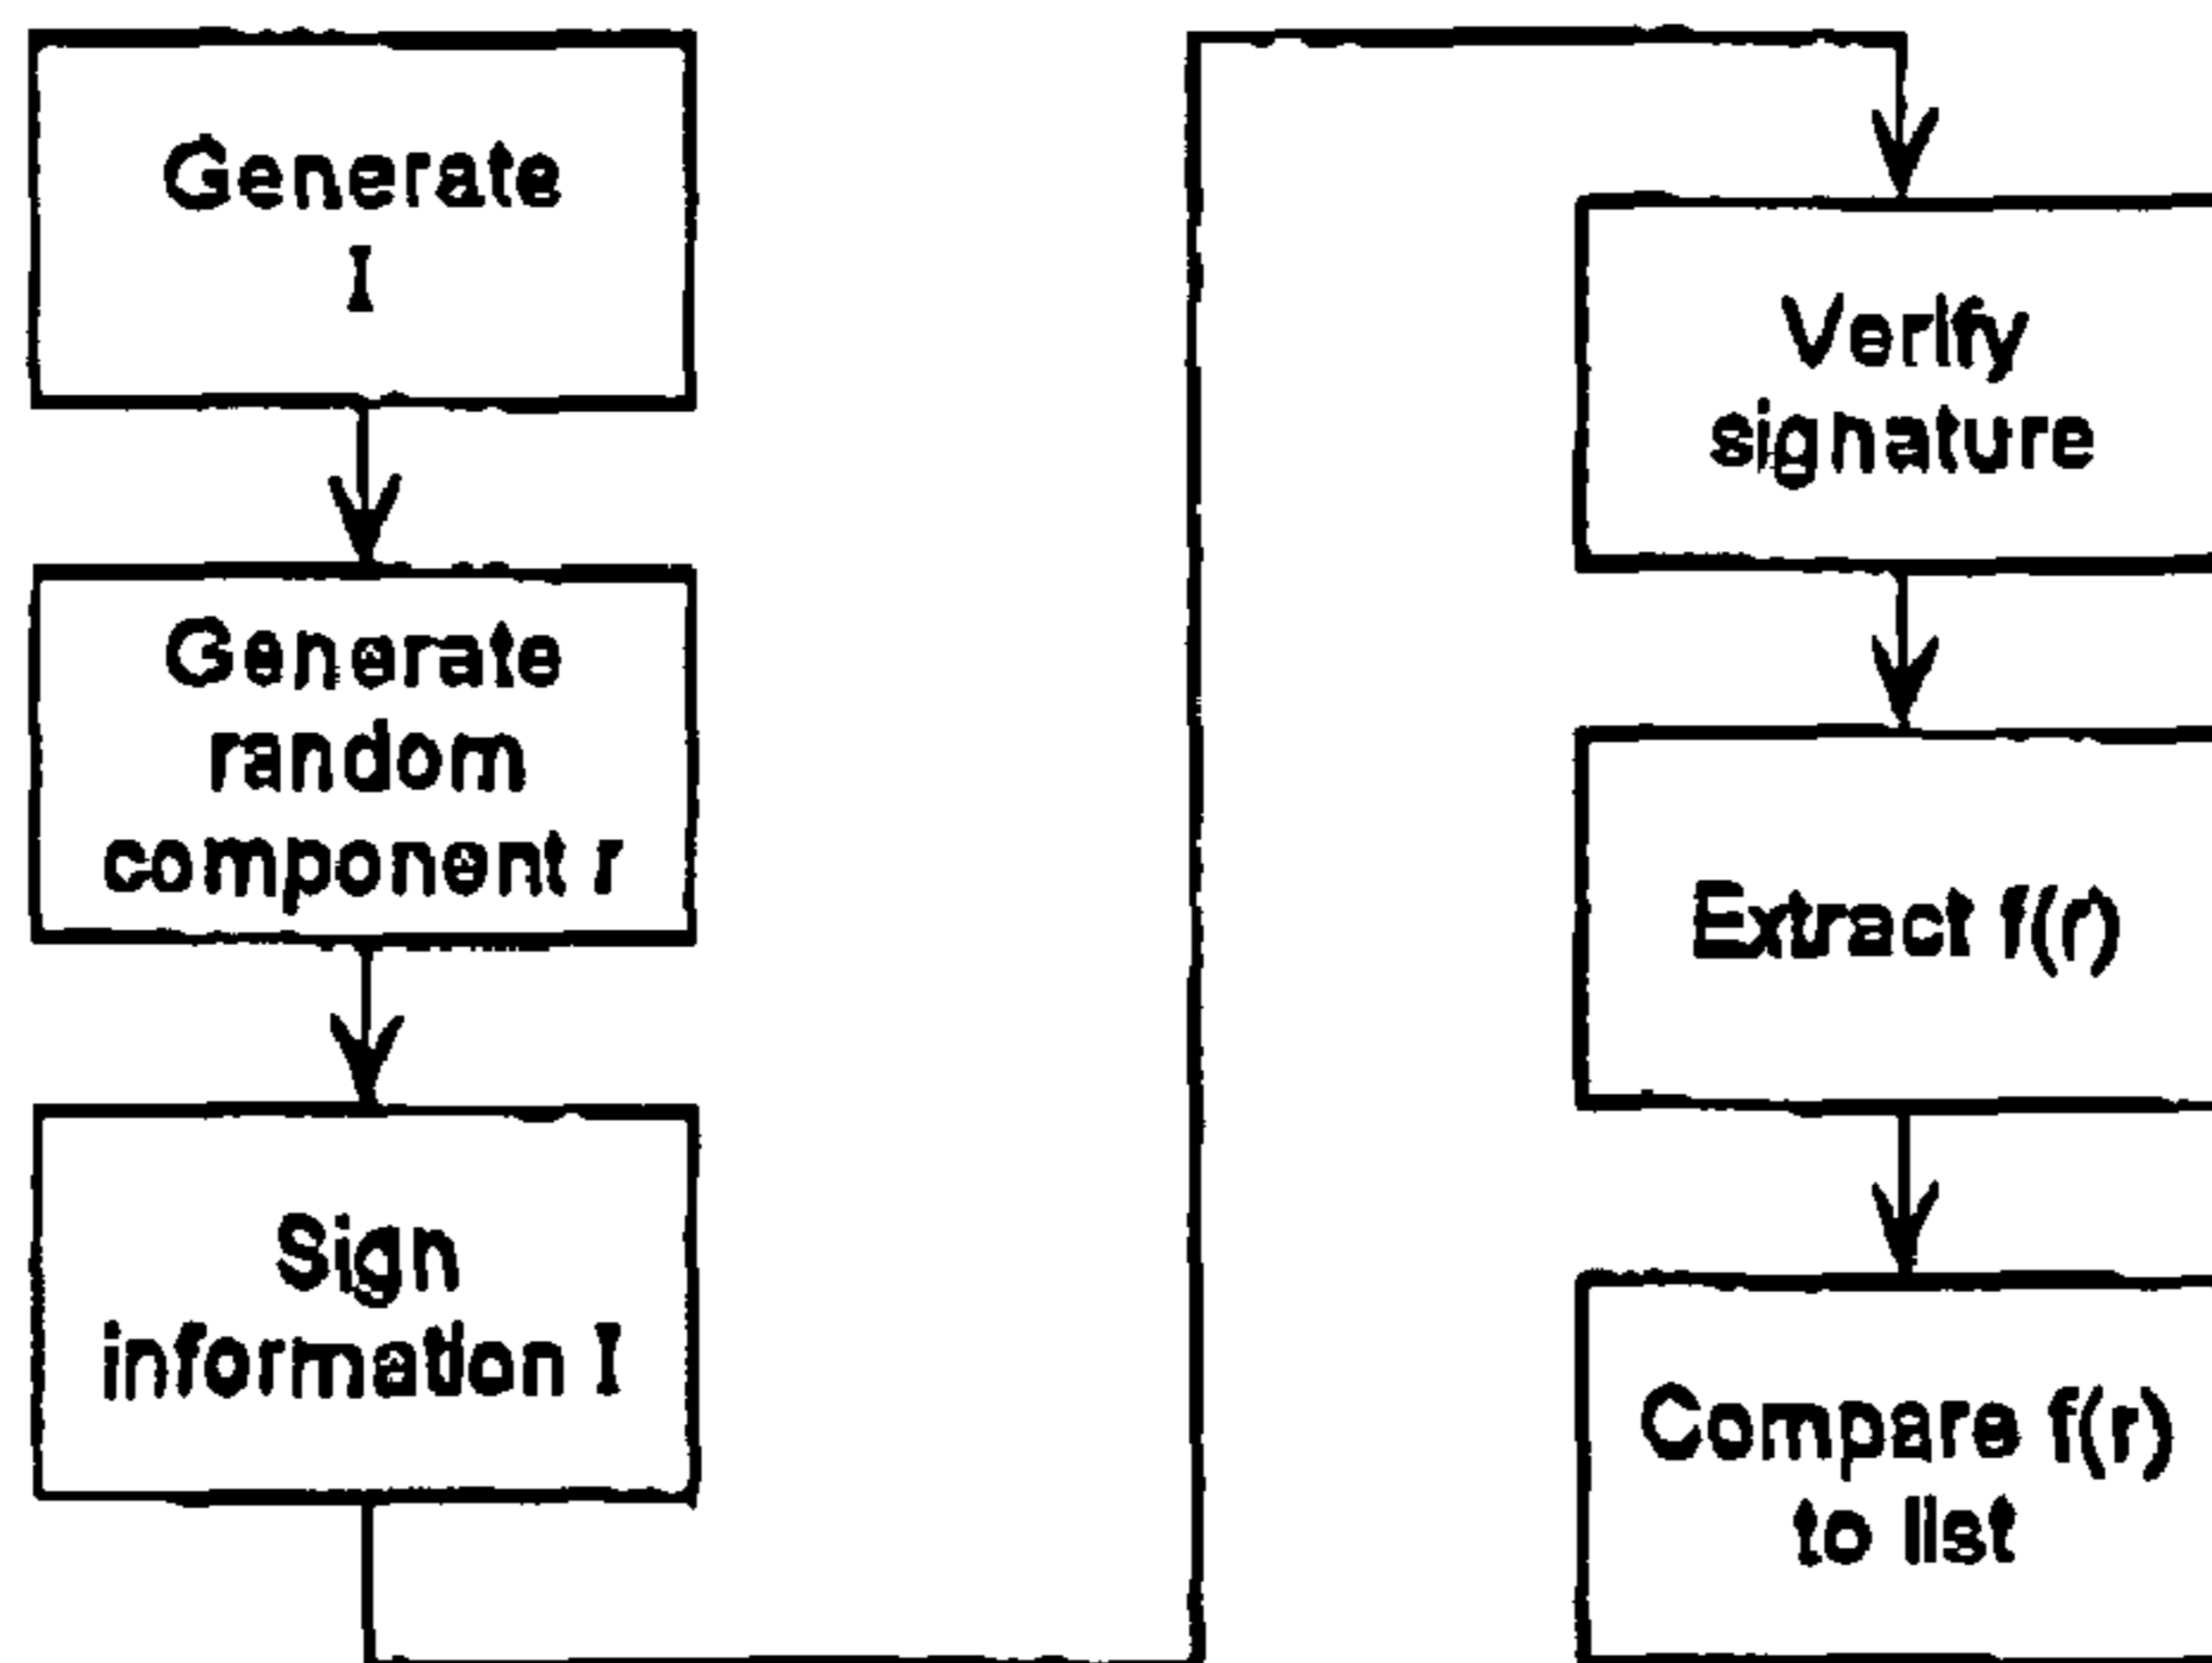 Generate
I
Generate
random
component r
Sign
information I
Verify
signature
Extract f(r)
Compare f(r)
to list